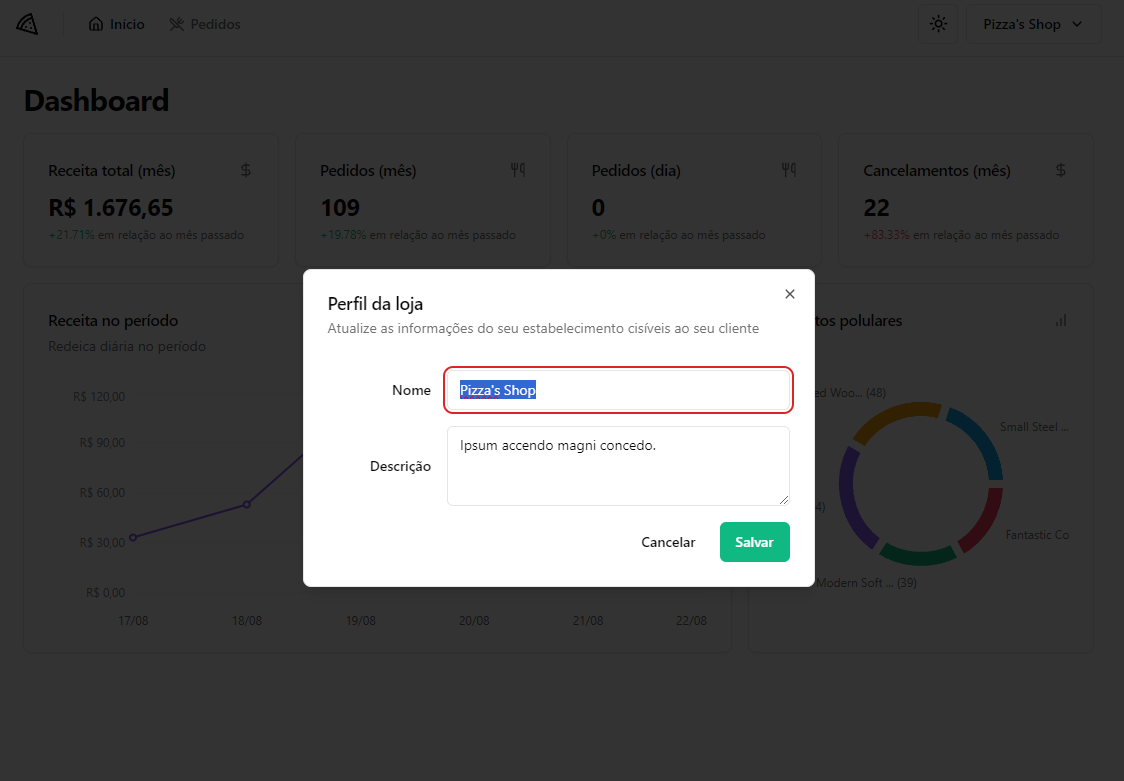 Início
Pedidos
Pizza's Shop
Dashboard
Receita total (mês)
R$ 1.676,65
+21.71% em relação ao mês passado
Pedidos (mês)
109
+19.78% em relação ao mês passado
Pedidos (dia)
0
+0% em relação ao mês passado
Cancelamentos (mês)
22
+83.33% em relação ao mês passado
Receita no período
Redeica diária no período
R$ 120,00
R$ 90,00
R$ 60,00
R$ 30,00
R$ 0,00
17/08
18/08
19/08
20/08
21/08
22/08
Perfil da loja
Atualize as informações do seu estabelecimento cisíveis ao seu cliente
Nome
Pizza's Shop
Descrição
Ipsum accendo magni concedo.
Cancelar
Salvar
tos polulares
ed Woo... (48)
Small Steel ...
4)
Fantastic Co
Modern Soft ... (39)